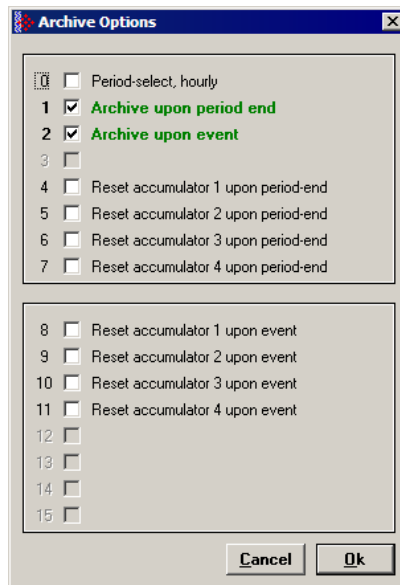 Archive Options
0 Period-select, hourly
1 Archive upon period end
2 Archive upon event
3
4 Reset accumulator 1 upon period-end
5 Reset accumulator 2 upon period-end
6 Reset accumulator 3 upon period-end
7 Reset accumulator 4 upon period-end
8 Reset accumulator 1 upon event
9 Reset accumulator 2 upon event
10 Reset accumulator 3 upon event
11 Reset accumulator 4 upon event
12
13
14
15
Cancel Ok